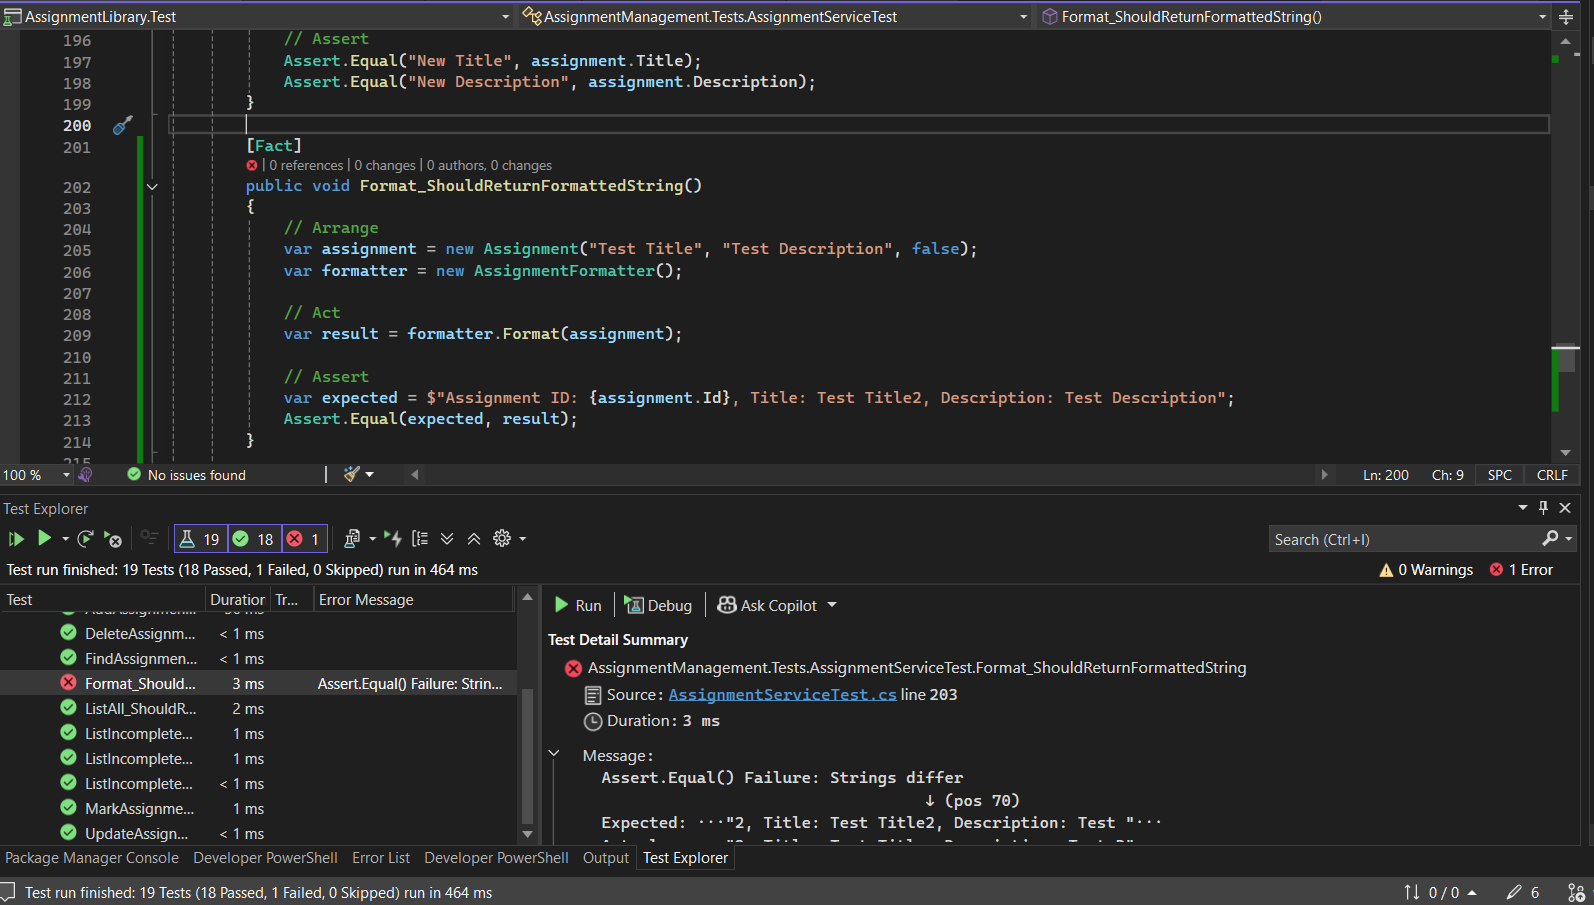 AssignmentLibrary.Test AssignmentManagement.Tests.AssignmentServiceTest Format_ShouldReturnFormattedString()
196 // Assert
197 Assert.Equal("New Title", assignment.Title);
198 Assert.Equal("New Description", assignment.Description);
199 }
200
201 [Fact]
0 references | 0 changes | 0 authors, 0 changes
202 public void Format_ShouldReturnFormattedString()
203 {
204 // Arrange
205 var assignment = new Assignment("Test Title", "Test Description", false);
206 var formatter = new AssignmentFormatter();
207
208 // Act
209 var result = formatter.Format(assignment);
210
211 // Assert
212 var expected = $"Assignment ID: {assignment.Id}, Title: Test Title2, Description: Test Description";
213 Assert.Equal(expected, result);
214 }
215
100 % No issues found Ln: 200 Ch: 9 SPC CRLF
Test Explorer
19 18 1 Search (Ctrl+I)
Test run finished: 19 Tests (18 Passed, 1 Failed, 0 Skipped) run in 464 ms 0 Warnings 1 Error
Test Duration Tr... Error Message
DeleteAssignm... < 1 ms
FindAssignmen... < 1 ms
Format_Should... 3 ms Assert.Equal() Failure: Strin...
ListAll_ShouldR... 2 ms
ListIncomplete... 1 ms
ListIncomplete... 1 ms
ListIncomplete... < 1 ms
MarkAssignme... 1 ms
UpdateAssign... < 1 ms
Run Debug Ask Copilot
Test Detail Summary
AssignmentManagement.Tests.AssignmentServiceTest.Format_ShouldReturnFormattedString
Source: AssignmentServiceTest.cs line 203
Duration: 3 ms
Message:
Assert.Equal() Failure: Strings differ
↓ (pos 70)
Expected: ···"2, Title: Test Title2, Description: Test "···
Package Manager Console Developer PowerShell Error List Developer PowerShell Output Test Explorer
Test run finished: 19 Tests (18 Passed, 1 Failed, 0 Skipped) run in 464 ms 0 / 0 6